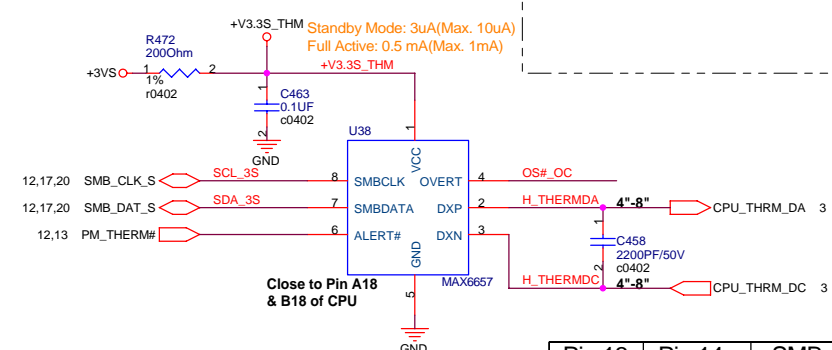 +V3.3S_THM
Standby Mode: 3uA(Max. 10uA)
Full Active: 0.5 mA(Max. 1mA)
R472
200Ohm
+3VS
1
2
1%
r0402
+V3.3S_THM
1
C463
0.1UF
c0402
2
GND
U38
1
VCC
12,17,20 SMB_CLK_S
SCL_3S
8
SMBCLK
OVERT
4
OS#_OC
12,17,20 SMB_DAT_S
SDA_3S
7
SMBDATA
DXP
2
H_THERMDA
4"-8"
CPU_THRM_DA 3
12,13 PM_THERM#
6
ALERT#
DXN
3
1
C458
2200PF/50V
c0402
2
GND
5
MAX6657
H_THERMDC
4"-8"
CPU_THRM_DC 3
Close to Pin A18
& B18 of CPU
GND